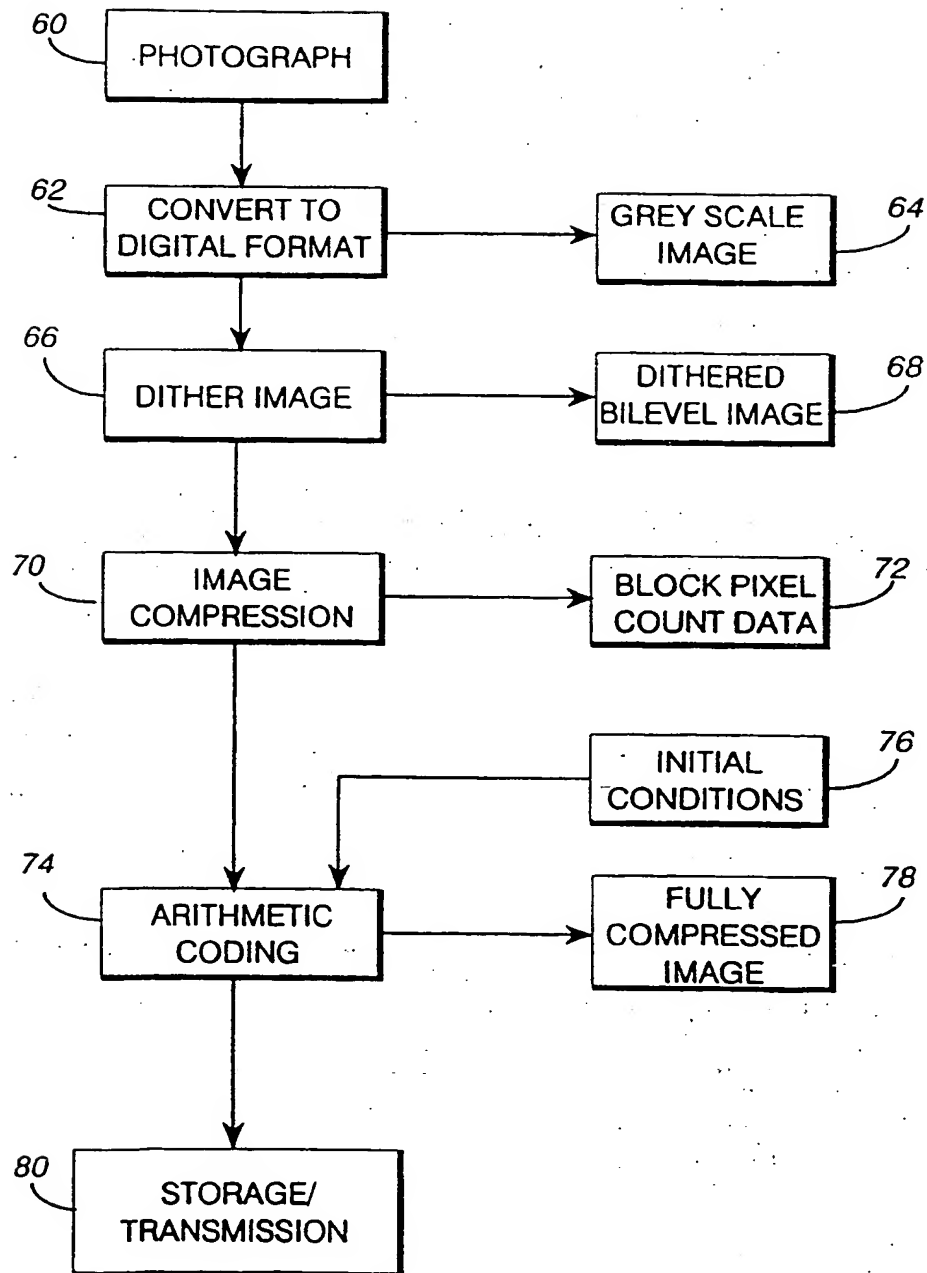 60
PHOTOGRAPH
62
CONVERT TO
DIGITAL FORMAT
GREY SCALE
IMAGE
64
66
DITHER IMAGE
DITHERED
BILEVEL IMAGE
68
70
IMAGE
COMPRESSION
BLOCK PIXEL
COUNT DATA
72
INITIAL
CONDITIONS
76
74
ARITHMETIC
CODING
FULLY
COMPRESSED
IMAGE
78
80
STORAGE/
TRANSMISSION